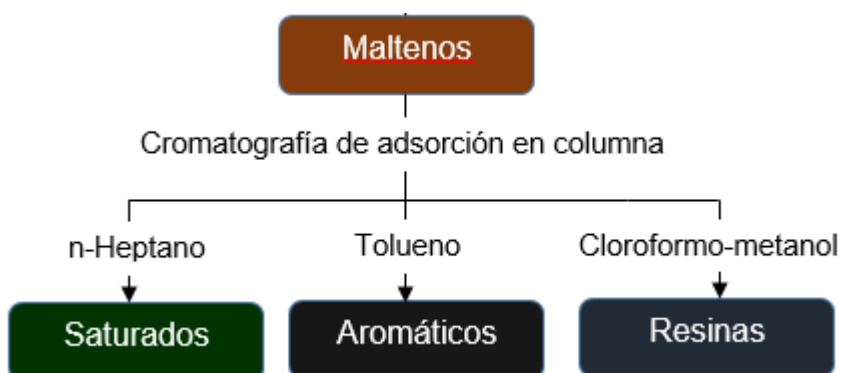 Maltenos
Cromatografía de adsorción en columna
n-Heptano
Tolueno
Cloroformo-metanol
Saturados
Aromáticos
Resinas